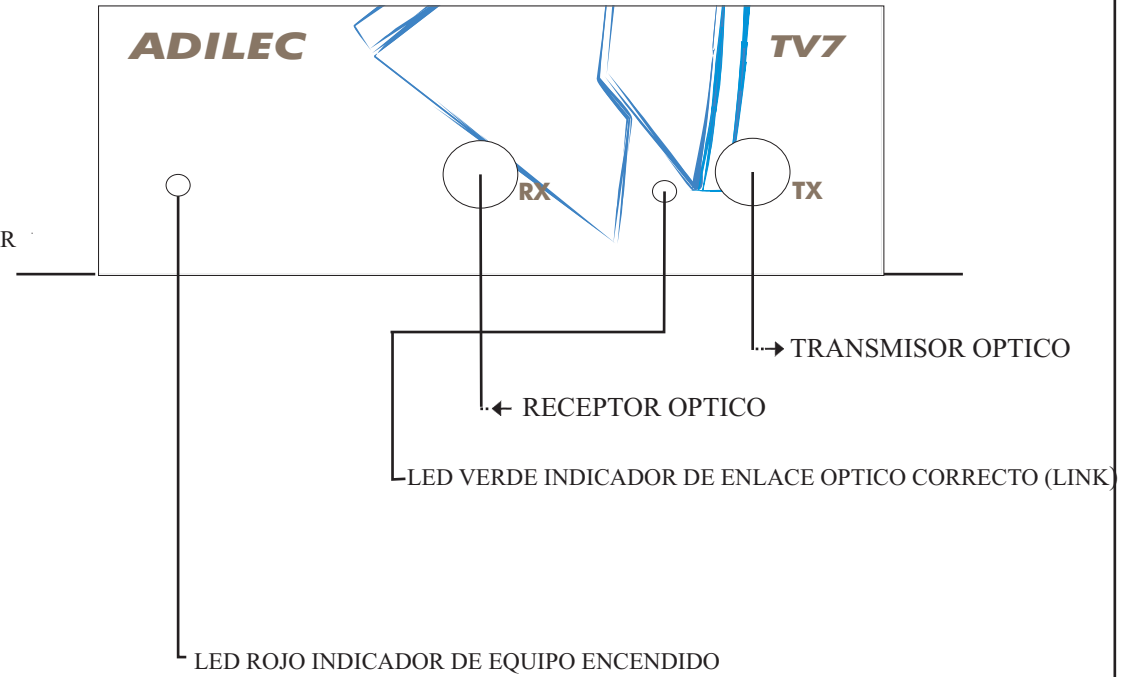 ADILEC
TV7
RX
TX
R
TRANSMISOR OPTICO
RECEPTOR OPTICO
LED VERDE INDICADOR DE ENLACE OPTICO CORRECTO (LINK)
LED ROJO INDICADOR DE EQUIPO ENCENDIDO